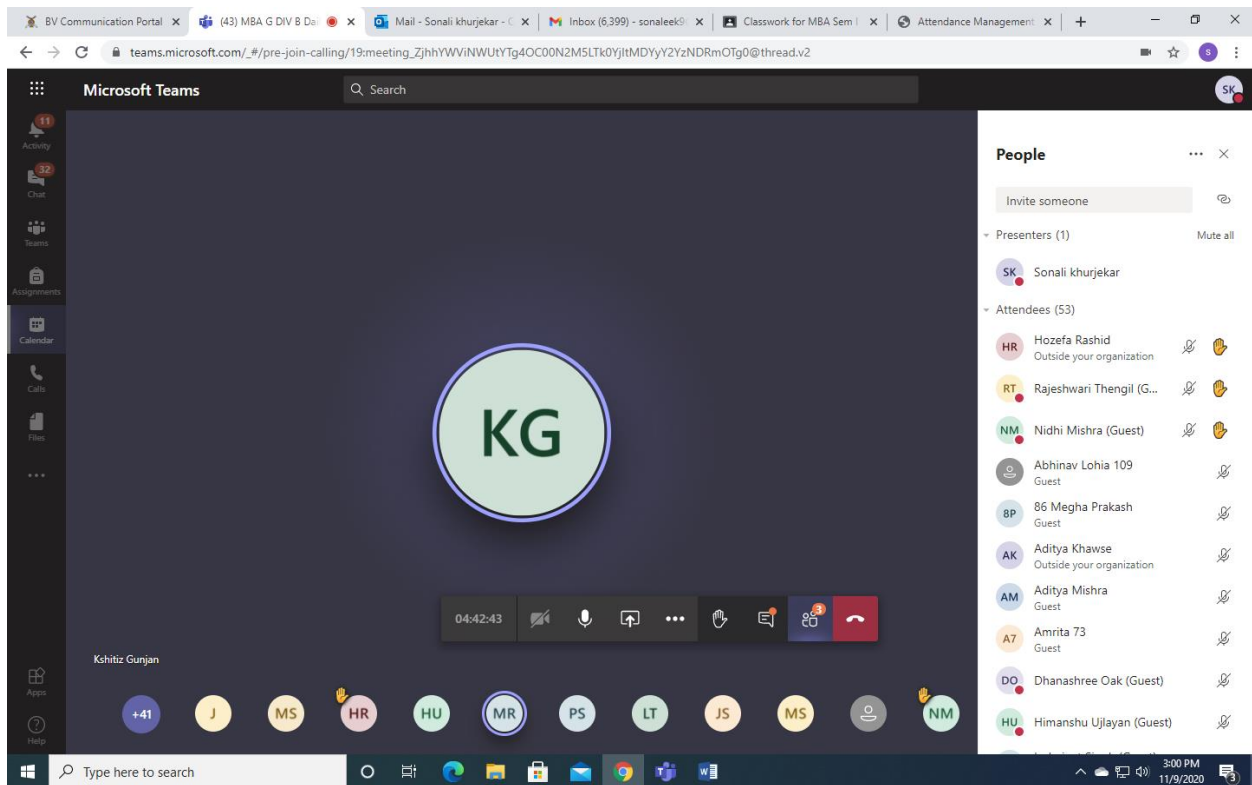 BV Communication Portal
(43) MBA G DIV B Da
Mail - Sonali khurjekar -
Inbox (6,399) - sonaleek9
Classwork for MBA Sem I
Attendance Management
teams.microsoft.com/_#/pre-join-calling/
Microsoft Teams
Search
SK
11
Activity
32
Chat
Teams
Assignments
Calendar
Calls
Files
Apps
Help
KG
04:42:43
3
Kshitiz Gunjan
+41 J MS HR HU MR PS LT JS MS NM
People
Invite someone
Presenters (1) Mute all
SK Sonali khurjekar
Attendees (53)
HR Hozefa Rashid
Outside your organization
RT Rajeshwari Thengil (G...
NM Nidhi Mishra (Guest)
Abhinav Lohia 109
Guest
8P 86 Megha Prakash
Guest
AK Aditya Khawse
Outside your organization
AM Aditya Mishra
Guest
A7 Amrita 73
Guest
DO Dhanashree Oak (Guest)
HU Himanshu Ujlayan (Guest)
Type here to search
3:00 PM
11/9/2020
3